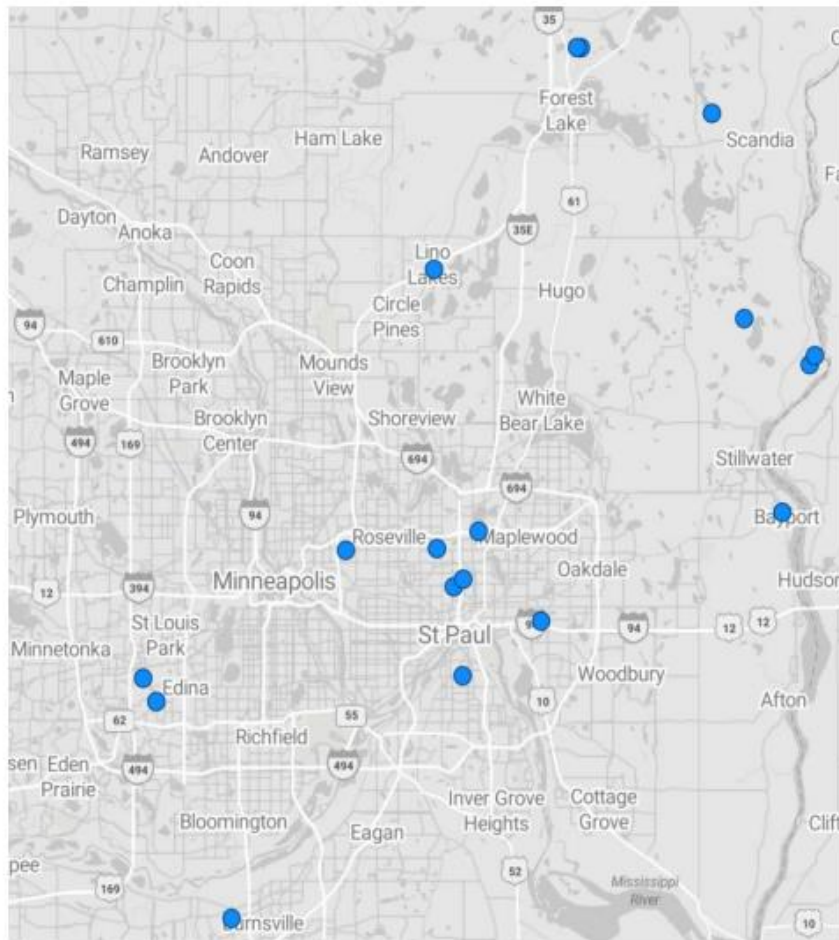 35
Forest
Lake
Scandia
Ham Lake
Ramsey
Andover
61
Dayton
Anoka
35E
Coon
Rapids
Lino
Lakes
Champlin
Hugo
Circle
Pines
94
610
Brooklyn
Park
Mounds
View
Maple
Grove
White
Bear Lake
Brooklyn
Center
Shoreview
494
169
694
Stillwater
694
94
Plymouth
Bayport
Roseville
Maplewood
Minneapolis
Oakdale
Hudson
12
394
St Louis
Park
St Paul
94
12
12
Minnetonka
Woodbury
Edina
10
Afton
62
55
Richfield
494
494
Eden
Prairie
Inver Grove
Heights
Cottage
Grove
Bloomington
Eagan
Cliff
pee
169
52
Mississippi
River
Burnsville
10